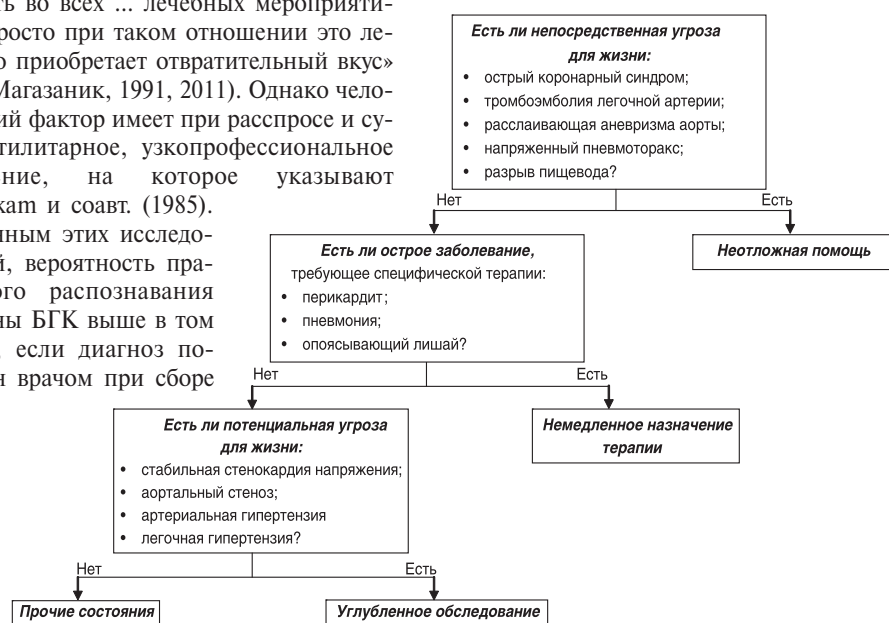 ть во всех ... лечебных мероприяти-
росто при таком отношении это ле-
о приобретает отвратительный вкус»
Магазаник, 1991, 2011). Однако чело-
ий фактор имеет при расспросе и су-
тилитарное, узкопрофессиональное
ние, на которое указывают
kam и соавт. (1985).
нным этих исследо-
й, вероятность пра-
ого распознавания
ны БГК выше в том
если диагноз по-
н врачом при сборе
Есть ли непосредственная угроза
для жизни:
• острый коронарный синдром;
• тромбоэмболия легочной артерии;
• расслаивающая аневризма аорты;
• напряженный пневмоторакс;
• разрыв пищевода?
Нет Есть
Есть ли острое заболевание,
требующее специфической терапии:
• перикардит;
• пневмония;
• опоясывающий лишай?
Неотложная помощь
Нет Есть
Есть ли потенциальная угроза
для жизни:
• стабильная стенокардия напряжения;
• аортальный стеноз;
• артериальная гипертензия
• легочная гипертензия?
Немедленное назначение
терапии
Нет Есть
Прочие состояния
Углубленное обследование